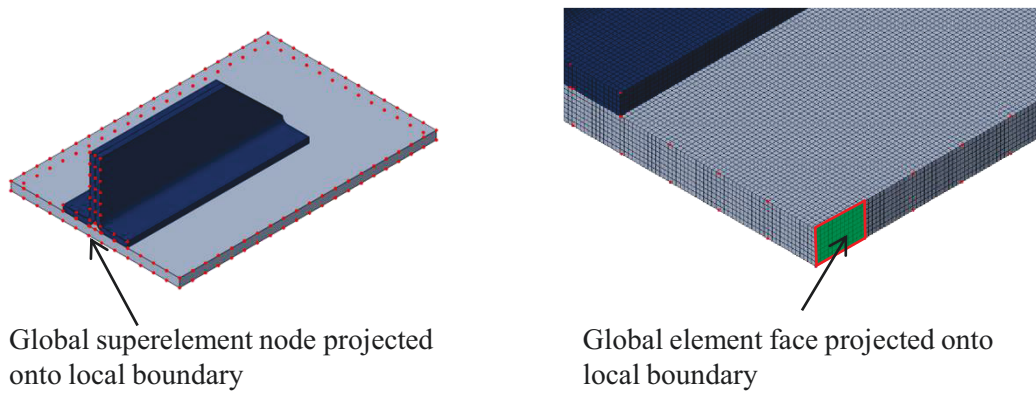 Global superelement node projected
onto local boundary
Global element face projected onto
local boundary